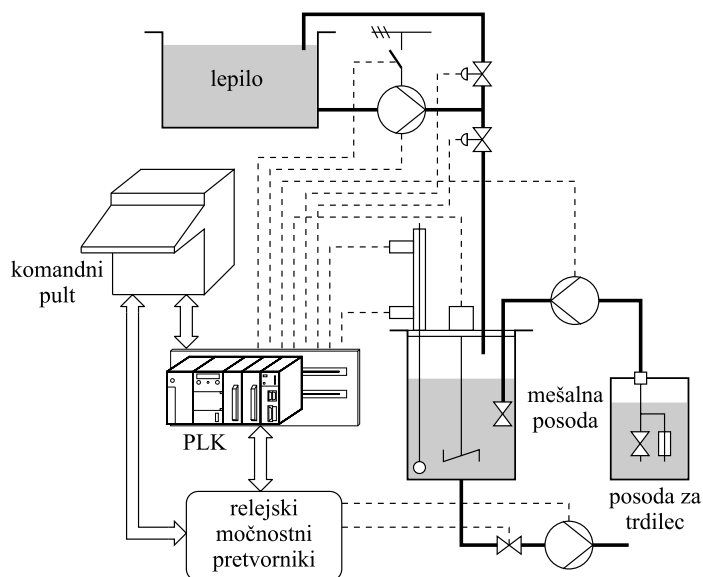 lepilo
komandni
pult
PLK
mešalna
posoda
posoda za
trdilec
relejski
močnostni
pretvorniki